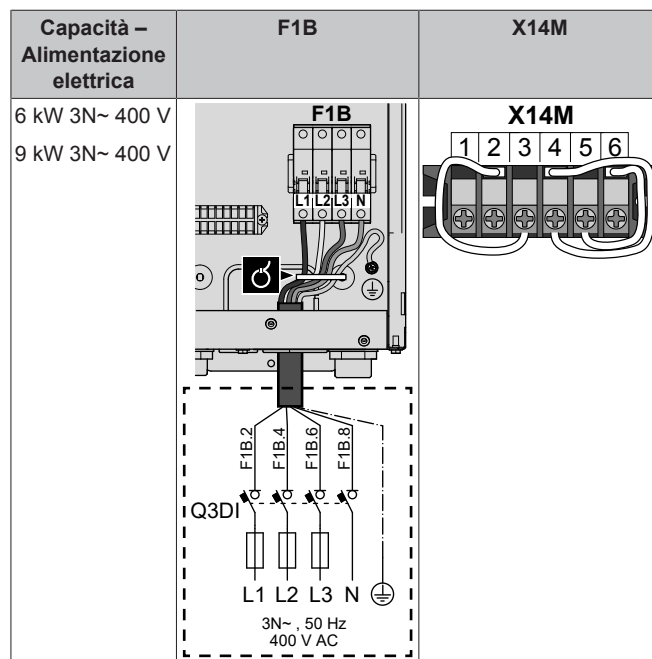 Capacità –
Alimentazione
elettrica
F1B
X14M
6 kW 3N~ 400 V
9 kW 3N~ 400 V
F1B
L1 L2 L3 N
X14M
1 2 3 4 5 6
F1B.2 F1B.4 F1B.6 F1B.8
Q3DI
L1 L2 L3 N
3N~ , 50 Hz
400 V AC